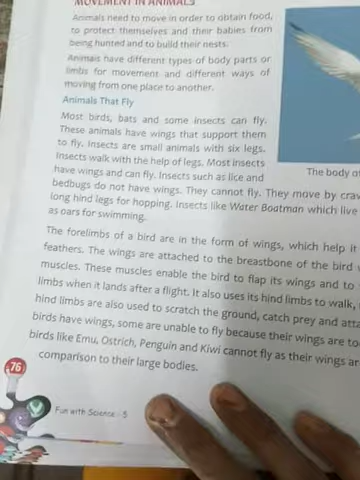 MOVEMENT IN ANIMALS
Animals need to move in order to obtain food,
to protect themselves and their babies from
being hunted and to build their nests.
Animals have different types of body parts or
limbs for movement and different ways of
moving from one place to another.
Animals That Fly
Most birds, bats and some insects can fly.
These animals have wings that support them
to fly. Insects are small animals with six legs.
Insects walk with the help of legs. Most insects
have wings and can fly. Insects such as lice and
bedbugs do not have wings. They cannot fly. They move by
long hind legs for hopping. Insects like Water Boatman which live
as oars for swimming.
The body
The forelimbs of a bird are in the form of wings, which help it
feathers. The wings are attached to the breastbone of the bird
muscles. These muscles enable the bird to flap its wings and to
limbs when it lands after a flight. It also uses its hind limbs to walk,
hind limbs are also used to scratch the ground, catch prey and
birds have wings, some are unable to fly because their wings are
birds like Emu, Ostrich, Penguin and Kiwi cannot fly as their wings
comparison to their large bodies.
76
Fun with Science - 5